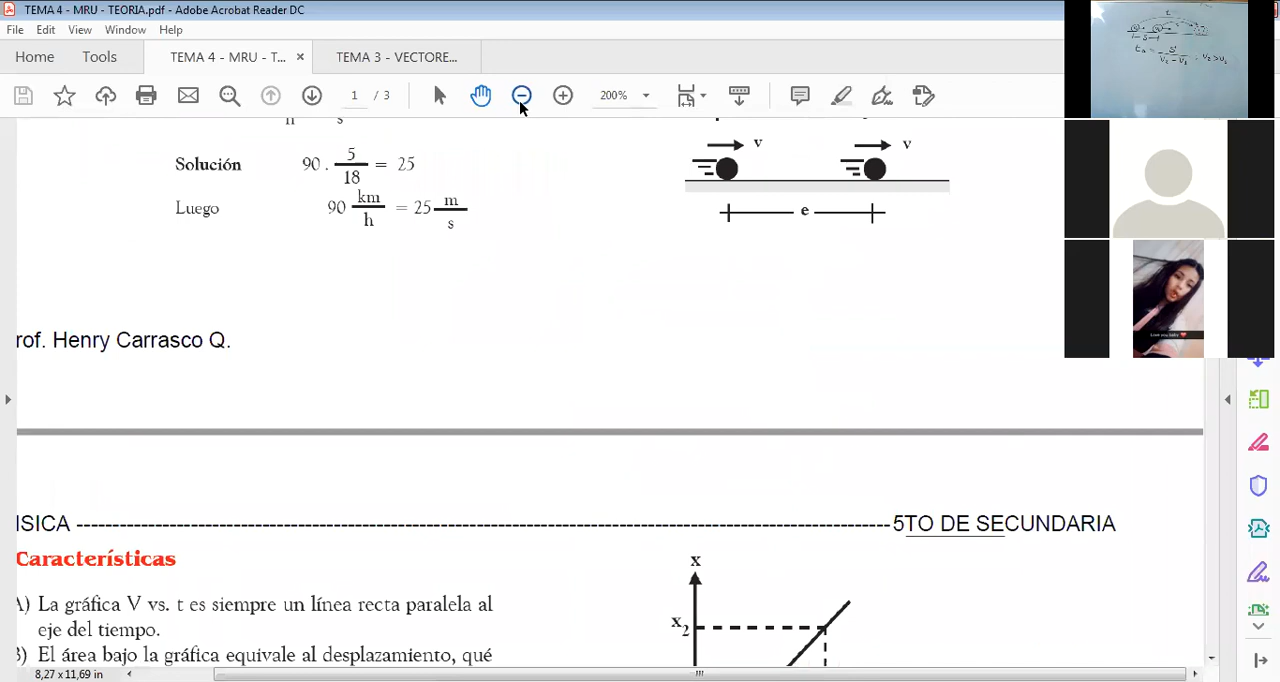 TEMA 4 - MRU - TEORIA.pdf - Adobe Acrobat Reader DC
File Edit View Window Help
Home Tools TEMA 4 - MRU - T... × TEMA 3 - VECTORE...
1 / 3 200%
h s
Solución 90 . 5/18 = 25
Luego 90 km/h = 25 m/s
v v
e
rof. Henry Carrasco Q.
ISICA ----------------------------------------------------------------------------------------------------5TO DE SECUNDARIA
Características
A) La gráfica V vs. t es siempre un línea recta paralela al
eje del tiempo.
B) El área bajo la gráfica equivale al desplazamiento, qué
x
x2
8,27 x 11,69 in